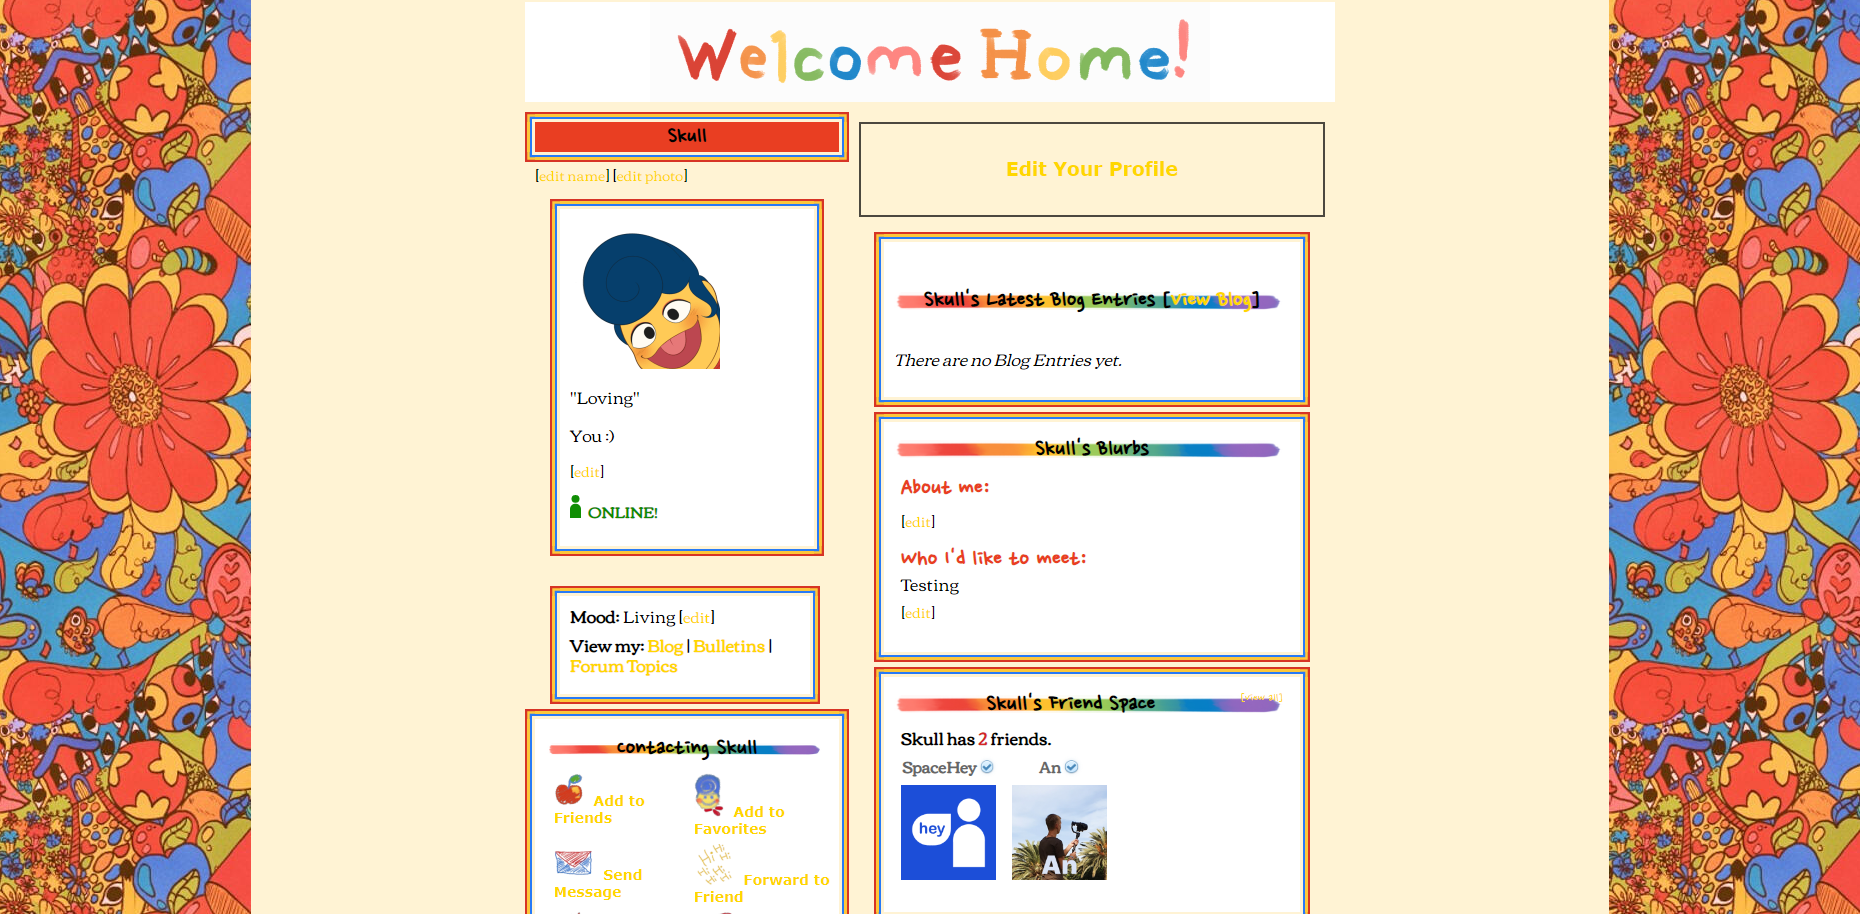 Welcome Home!
Skull
[edit name] [edit photo]
"Loving"
You :)
[edit]
ONLINE!
Mood: Living [edit]
View my: Blog | Bulletins |
Forum Topics
contacting Skull
Add to
Friends
Add to
Favorites
Send
Message
Forward to
Friend
Edit Your Profile
Skull's Latest Blog Entries [View Blog]
There are no Blog Entries yet.
Skull's Blurbs
About me:
[edit]
Who I'd like to meet:
Testing
[edit]
Skull's Friend Space
[view all]
Skull has 2 friends.
SpaceHey
An
hey
An